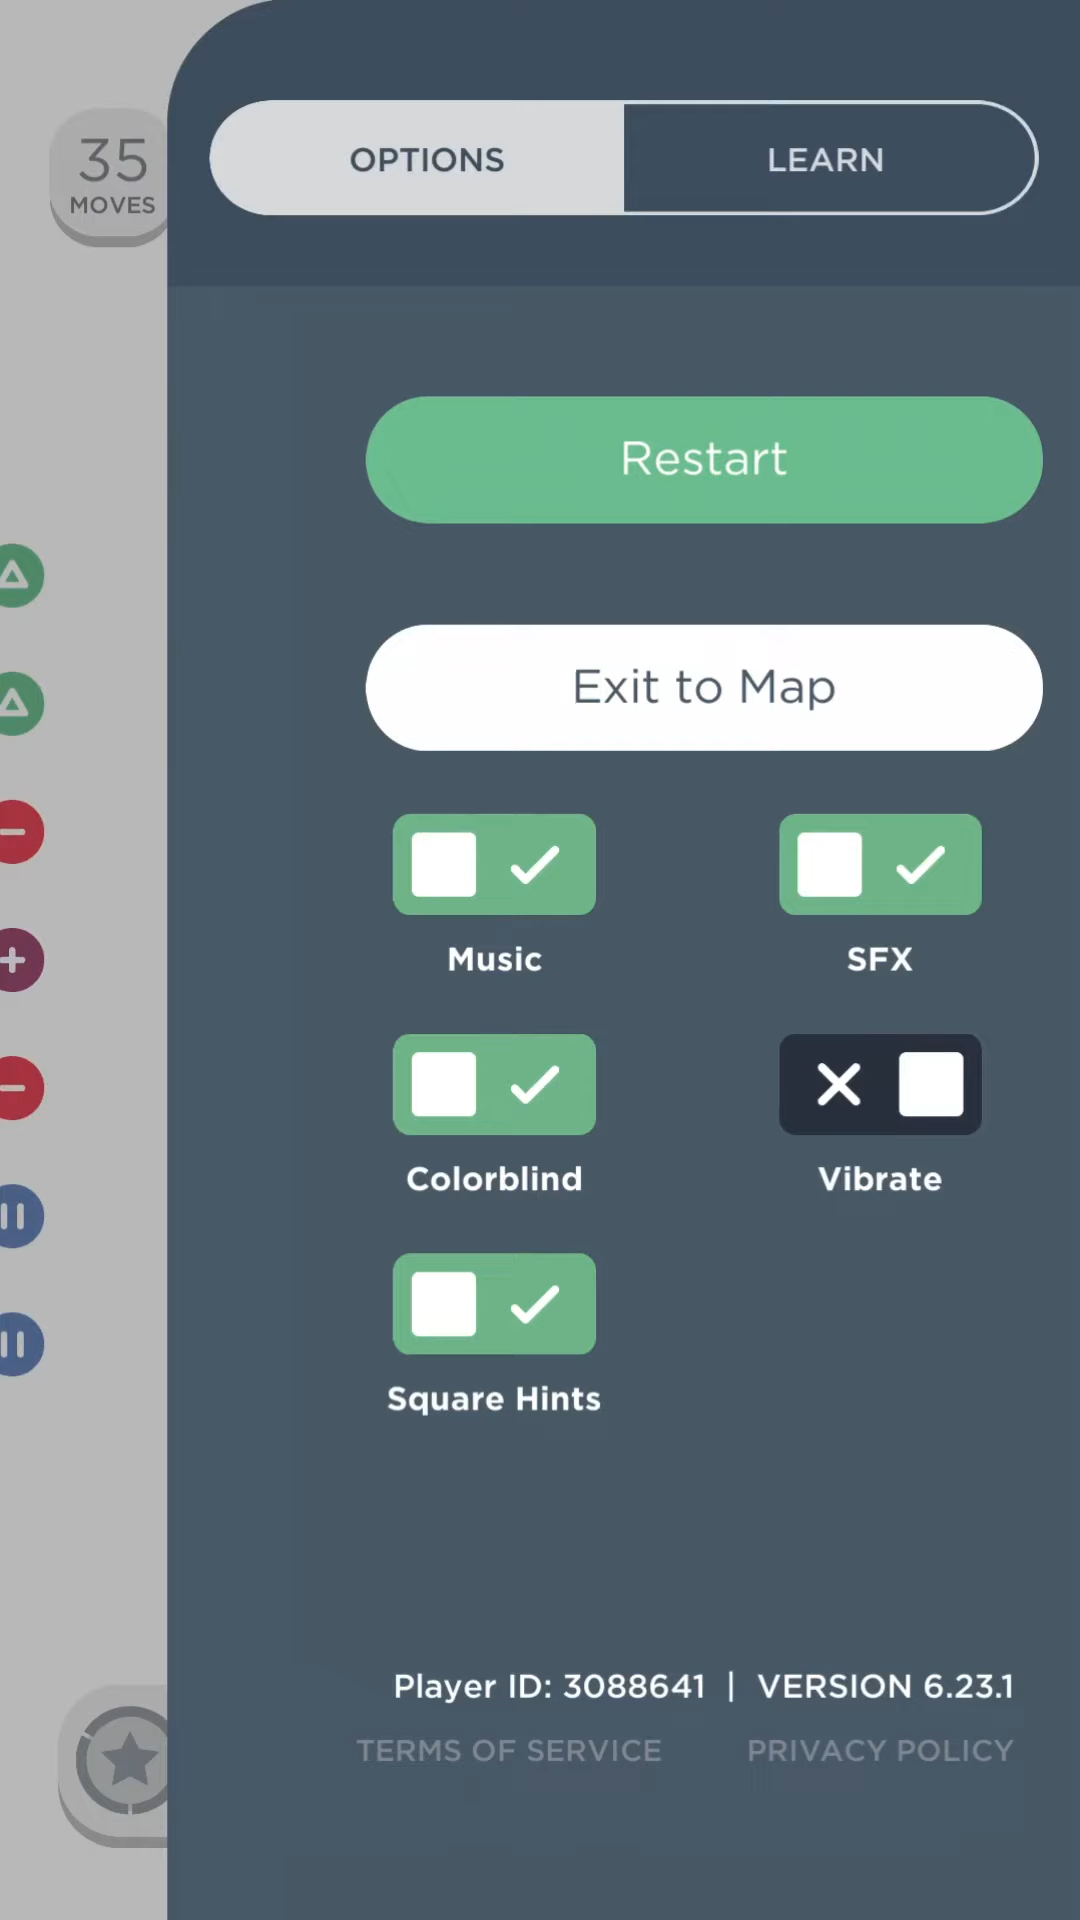 35
MOVES
OPTIONS
LEARN
Restart
Exit to Map
Music
SFX
Colorblind
Vibrate
Square Hints
Player ID: 3088641 | VERSION 6.23.1
TERMS OF SERVICE
PRIVACY POLICY